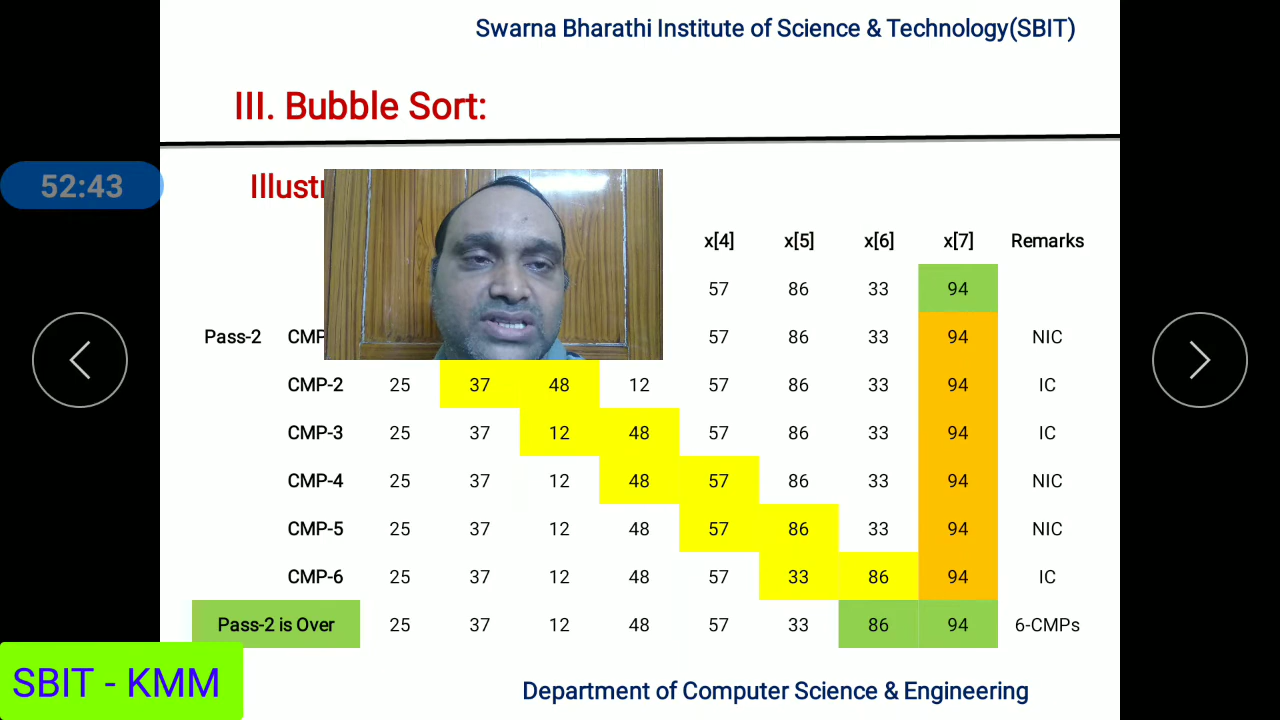 Swarna Bharathi Institute of Science & Technology(SBIT)
III. Bubble Sort:
52:43
Illustr
x[4] x[5] x[6] x[7] Remarks
57 86 33 94
Pass-2 CMP 57 86 33 94 NIC
CMP-2 25 37 48 12 57 86 33 94 IC
CMP-3 25 37 12 48 57 86 33 94 IC
CMP-4 25 37 12 48 57 86 33 94 NIC
CMP-5 25 37 12 48 57 86 33 94 NIC
CMP-6 25 37 12 48 57 33 86 94 IC
Pass-2 is Over 25 37 12 48 57 33 86 94 6-CMPs
SBIT - KMM
Department of Computer Science & Engineering